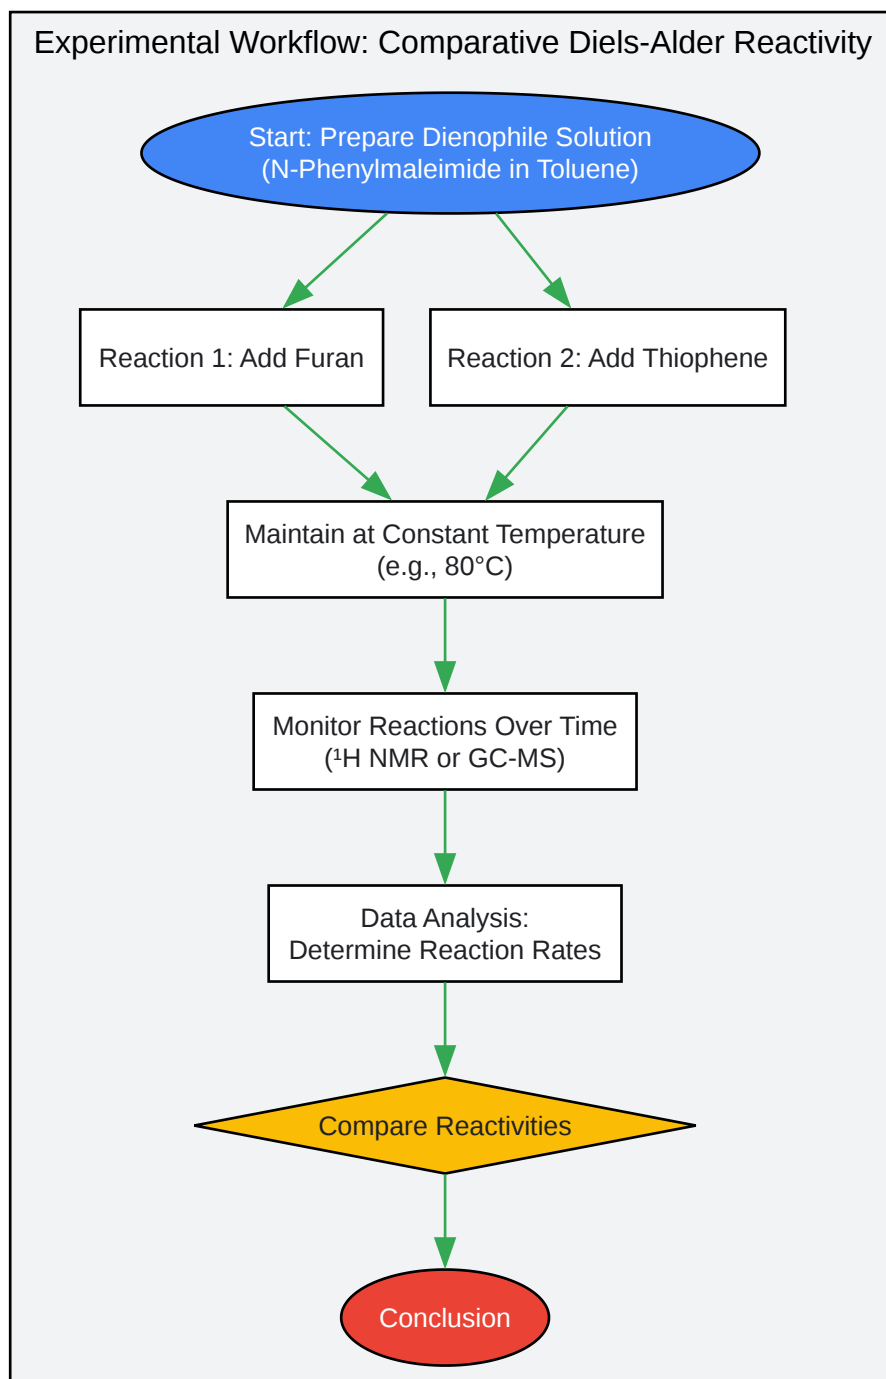 Experimental Workflow: Comparative Diels-Alder Reactivity
Start: Prepare Dienophile Solution
(N-Phenylmaleimide in Toluene)
Reaction 1: Add Furan
Reaction 2: Add Thiophene
Maintain at Constant Temperature
(e.g., 80°C)
Monitor Reactions Over Time
(¹H NMR or GC-MS)
Data Analysis:
Determine Reaction Rates
Compare Reactivities
Conclusion